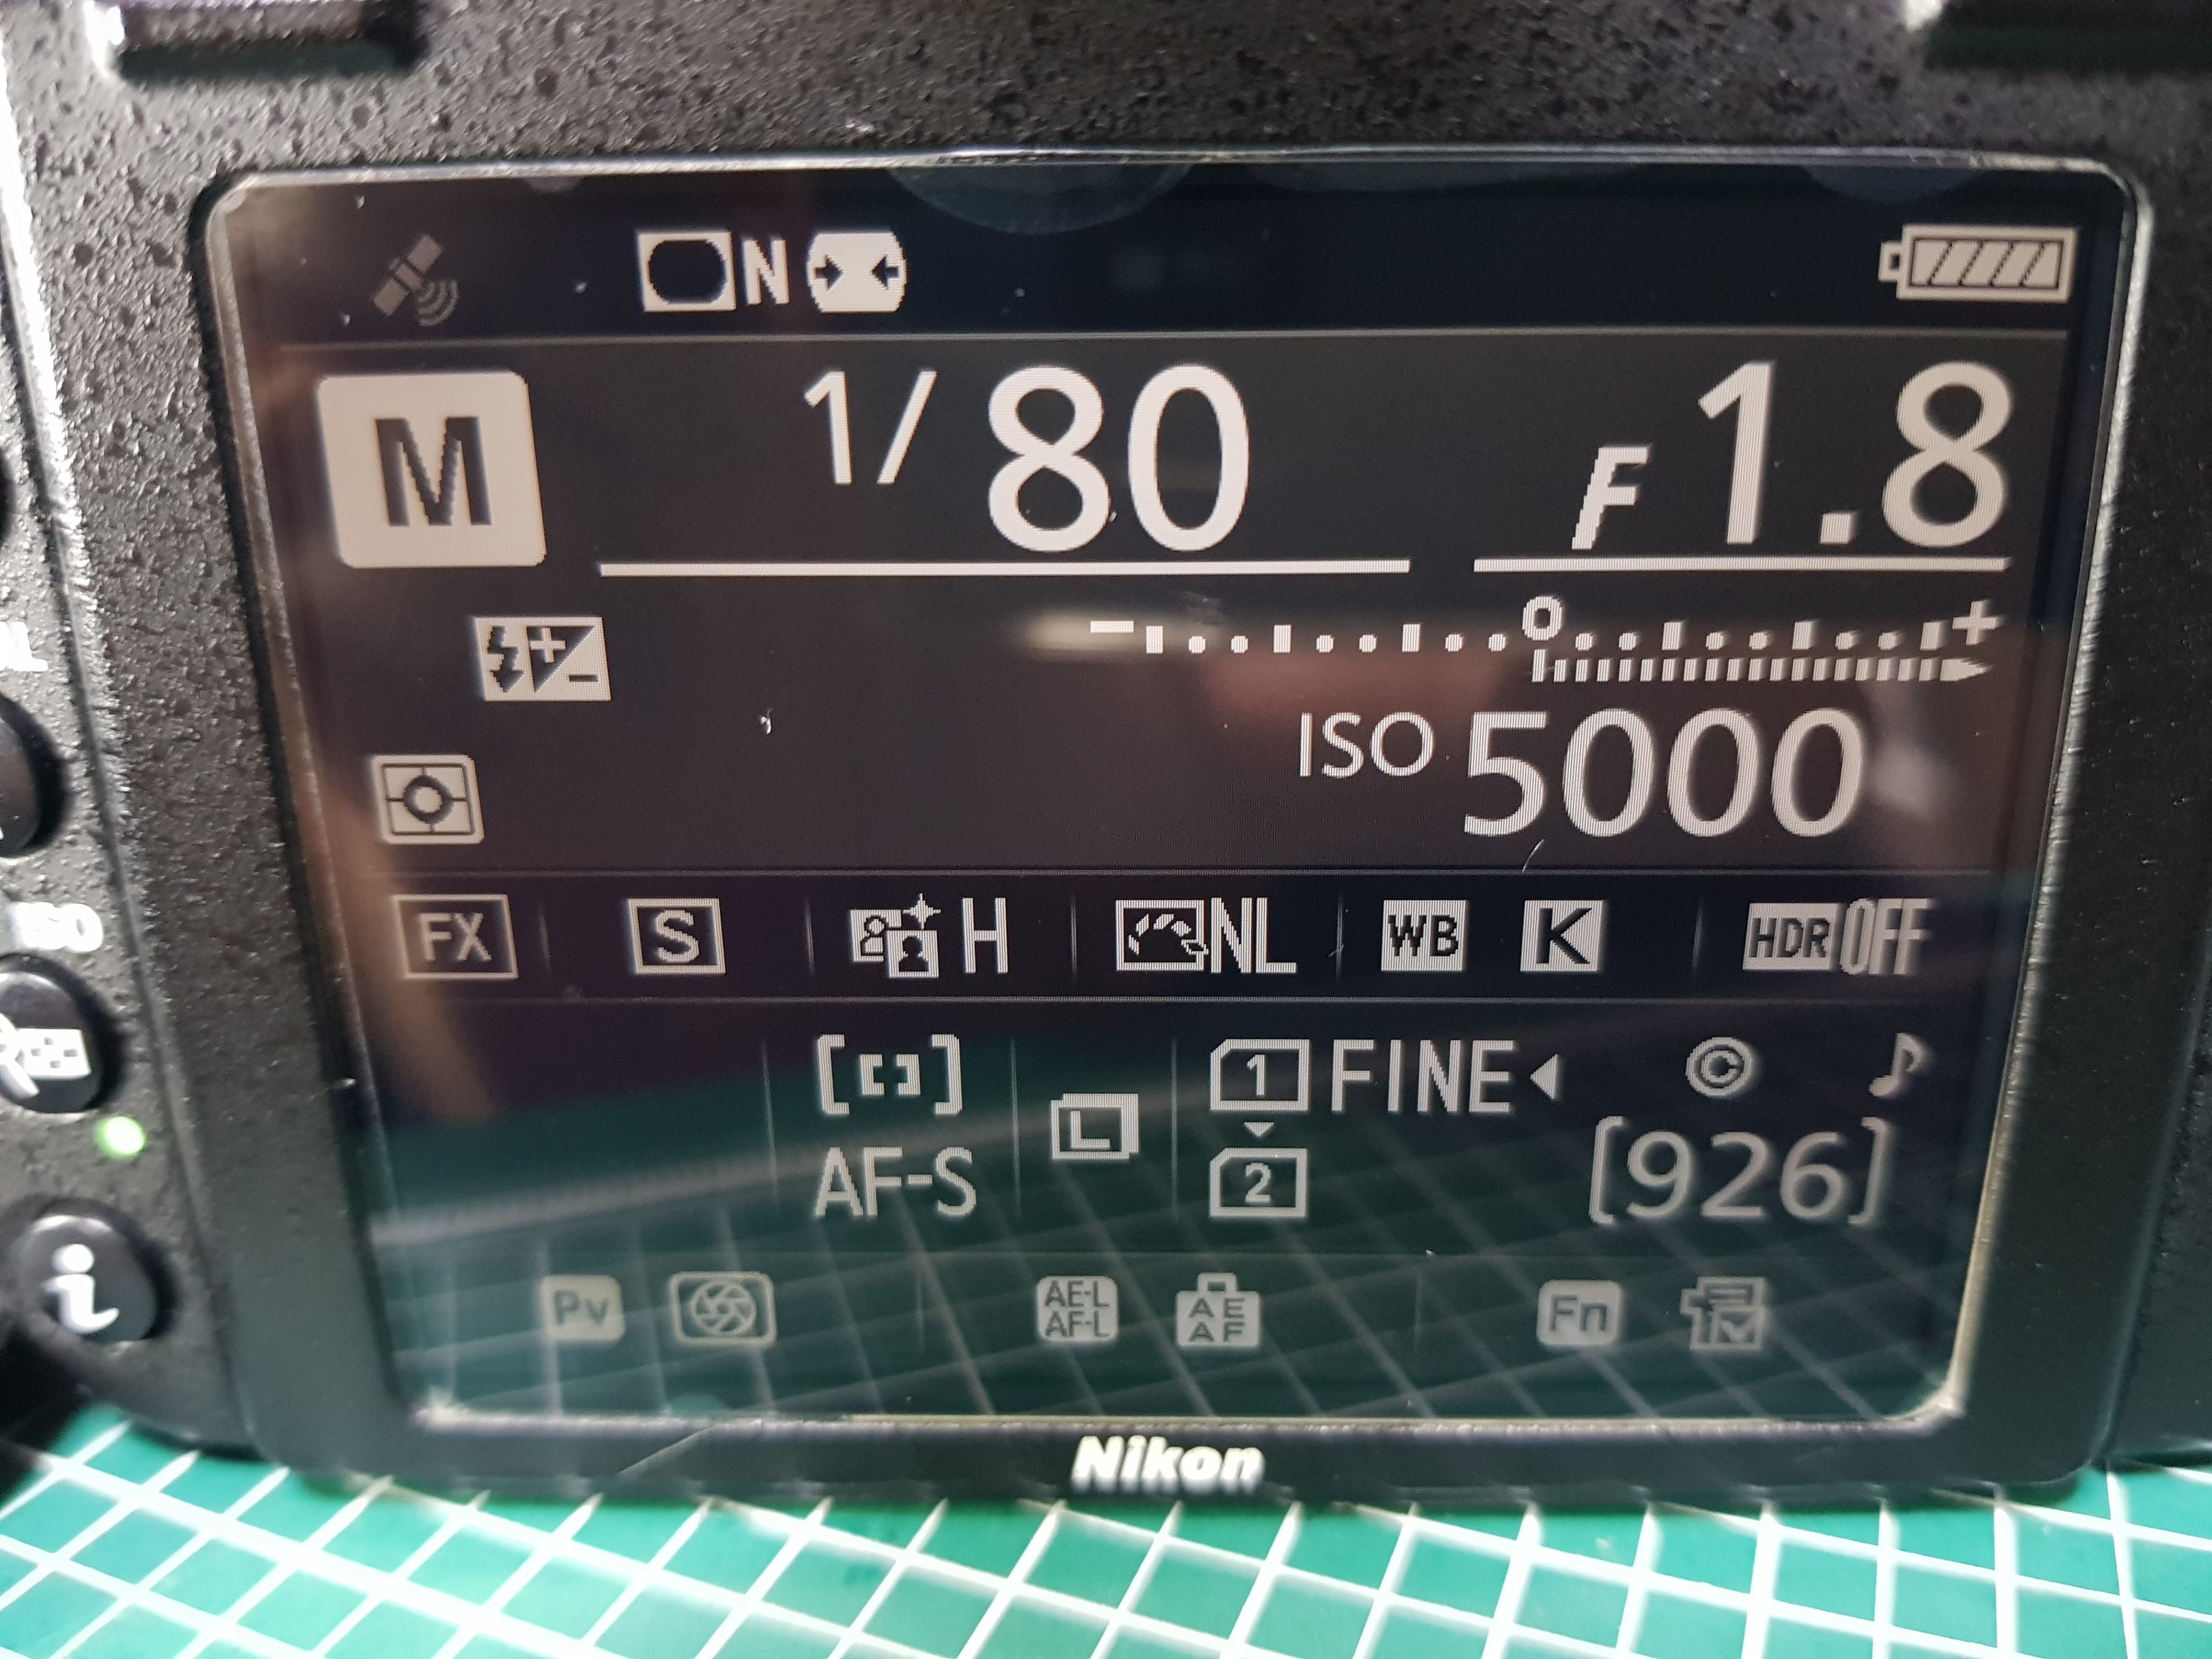 N
M 1/80 F1.8
- 0 +
ISO 5000
FX S H NL WB K HDR OFF
[ ] 1 FINE © ♪
L
AF-S 2 [926]
Pv AE-L AE Fn
AF-L AF
i
Nikon